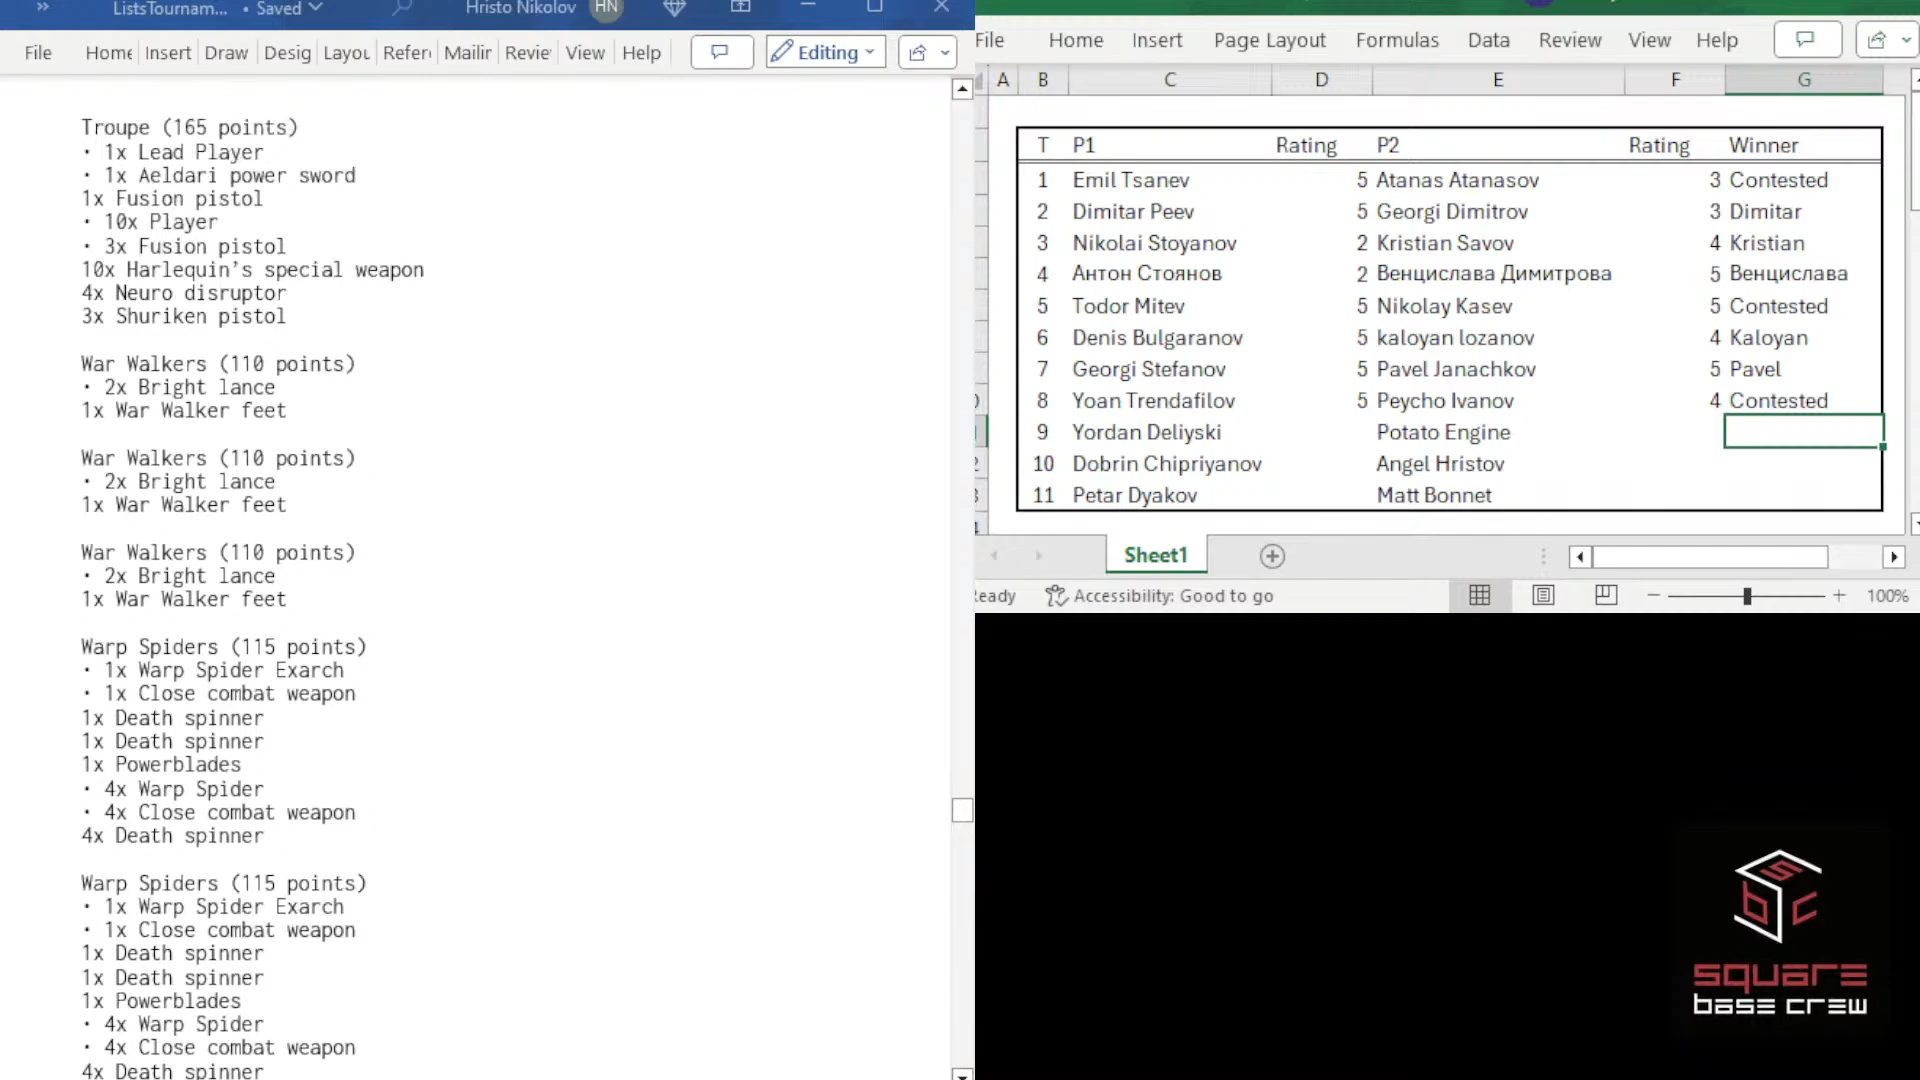 ListsTournam... • Saved
Hristo Nikolov HN
File Home Insert Draw Desig Layou Refer Mailin Revie View Help Editing
Troupe (165 points)
• 1x Lead Player
• 1x Aeldari power sword
1x Fusion pistol
• 10x Player
• 3x Fusion pistol
10x Harlequin's special weapon
4x Neuro disruptor
3x Shuriken pistol
War Walkers (110 points)
• 2x Bright lance
1x War Walker feet
War Walkers (110 points)
• 2x Bright lance
1x War Walker feet
War Walkers (110 points)
• 2x Bright lance
1x War Walker feet
Warp Spiders (115 points)
• 1x Warp Spider Exarch
• 1x Close combat weapon
1x Death spinner
1x Death spinner
1x Powerblades
• 4x Warp Spider
• 4x Close combat weapon
4x Death spinner
Warp Spiders (115 points)
• 1x Warp Spider Exarch
• 1x Close combat weapon
1x Death spinner
1x Death spinner
1x Powerblades
• 4x Warp Spider
• 4x Close combat weapon
4x Death spinner
File Home Insert Page Layout Formulas Data Review View Help
A B C D E F G
T P1 Rating P2 Rating Winner
1 Emil Tsanev 5 Atanas Atanasov 3 Contested
2 Dimitar Peev 5 Georgi Dimitrov 3 Dimitar
3 Nikolai Stoyanov 2 Kristian Savov 4 Kristian
4 Антон Стоянов 2 Венцислава Димитрова 5 Венцислава
5 Todor Mitev 5 Nikolay Kasev 5 Contested
6 Denis Bulgaranov 5 kaloyan lozanov 4 Kaloyan
7 Georgi Stefanov 5 Pavel Janachkov 5 Pavel
8 Yoan Trendafilov 5 Peycho Ivanov 4 Contested
9 Yordan Deliyski Potato Engine
10 Dobrin Chipriyanov Angel Hristov
11 Petar Dyakov Matt Bonnet
Sheet1
eady Accessibility: Good to go 100%
sbc
square
base crew